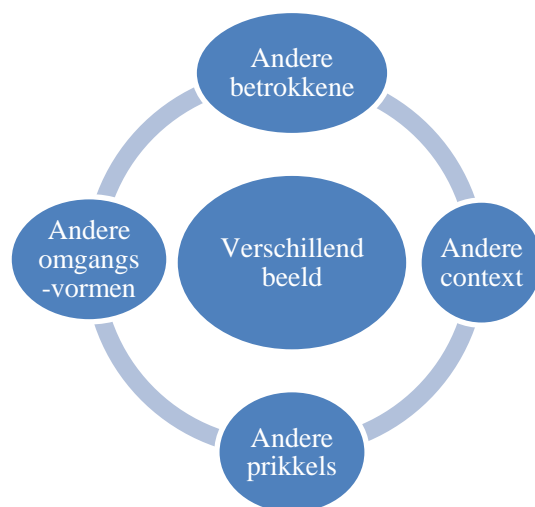 Andere
betrokkene
Andere
omgangs
-vormen
Verschillend
beeld
Andere
context
Andere
prikkels